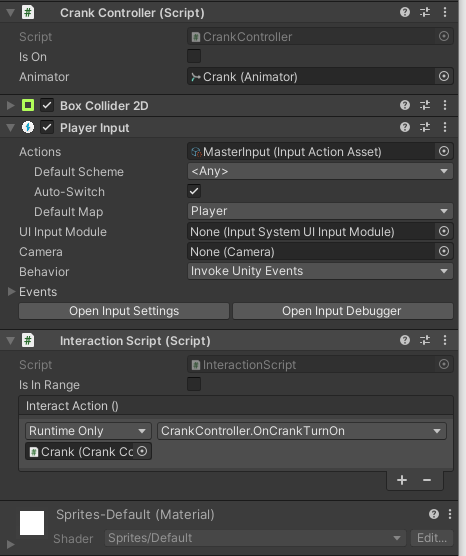 Crank Controller (Script)
Script CrankController
Is On
Animator Crank (Animator)
Box Collider 2D
Player Input
Actions MasterInput (Input Action Asset)
Default Scheme <Any>
Auto-Switch
Default Map Player
UI Input Module None (Input System UI Input Module)
Camera None (Camera)
Behavior Invoke Unity Events
Events
Open Input Settings Open Input Debugger
Interaction Script (Script)
Script InteractionScript
Is In Range
Interact Action ()
Runtime Only CrankController.OnCrankTurnOn
Crank (Crank Cc
Sprites-Default (Material)
Shader Sprites/Default Edit...